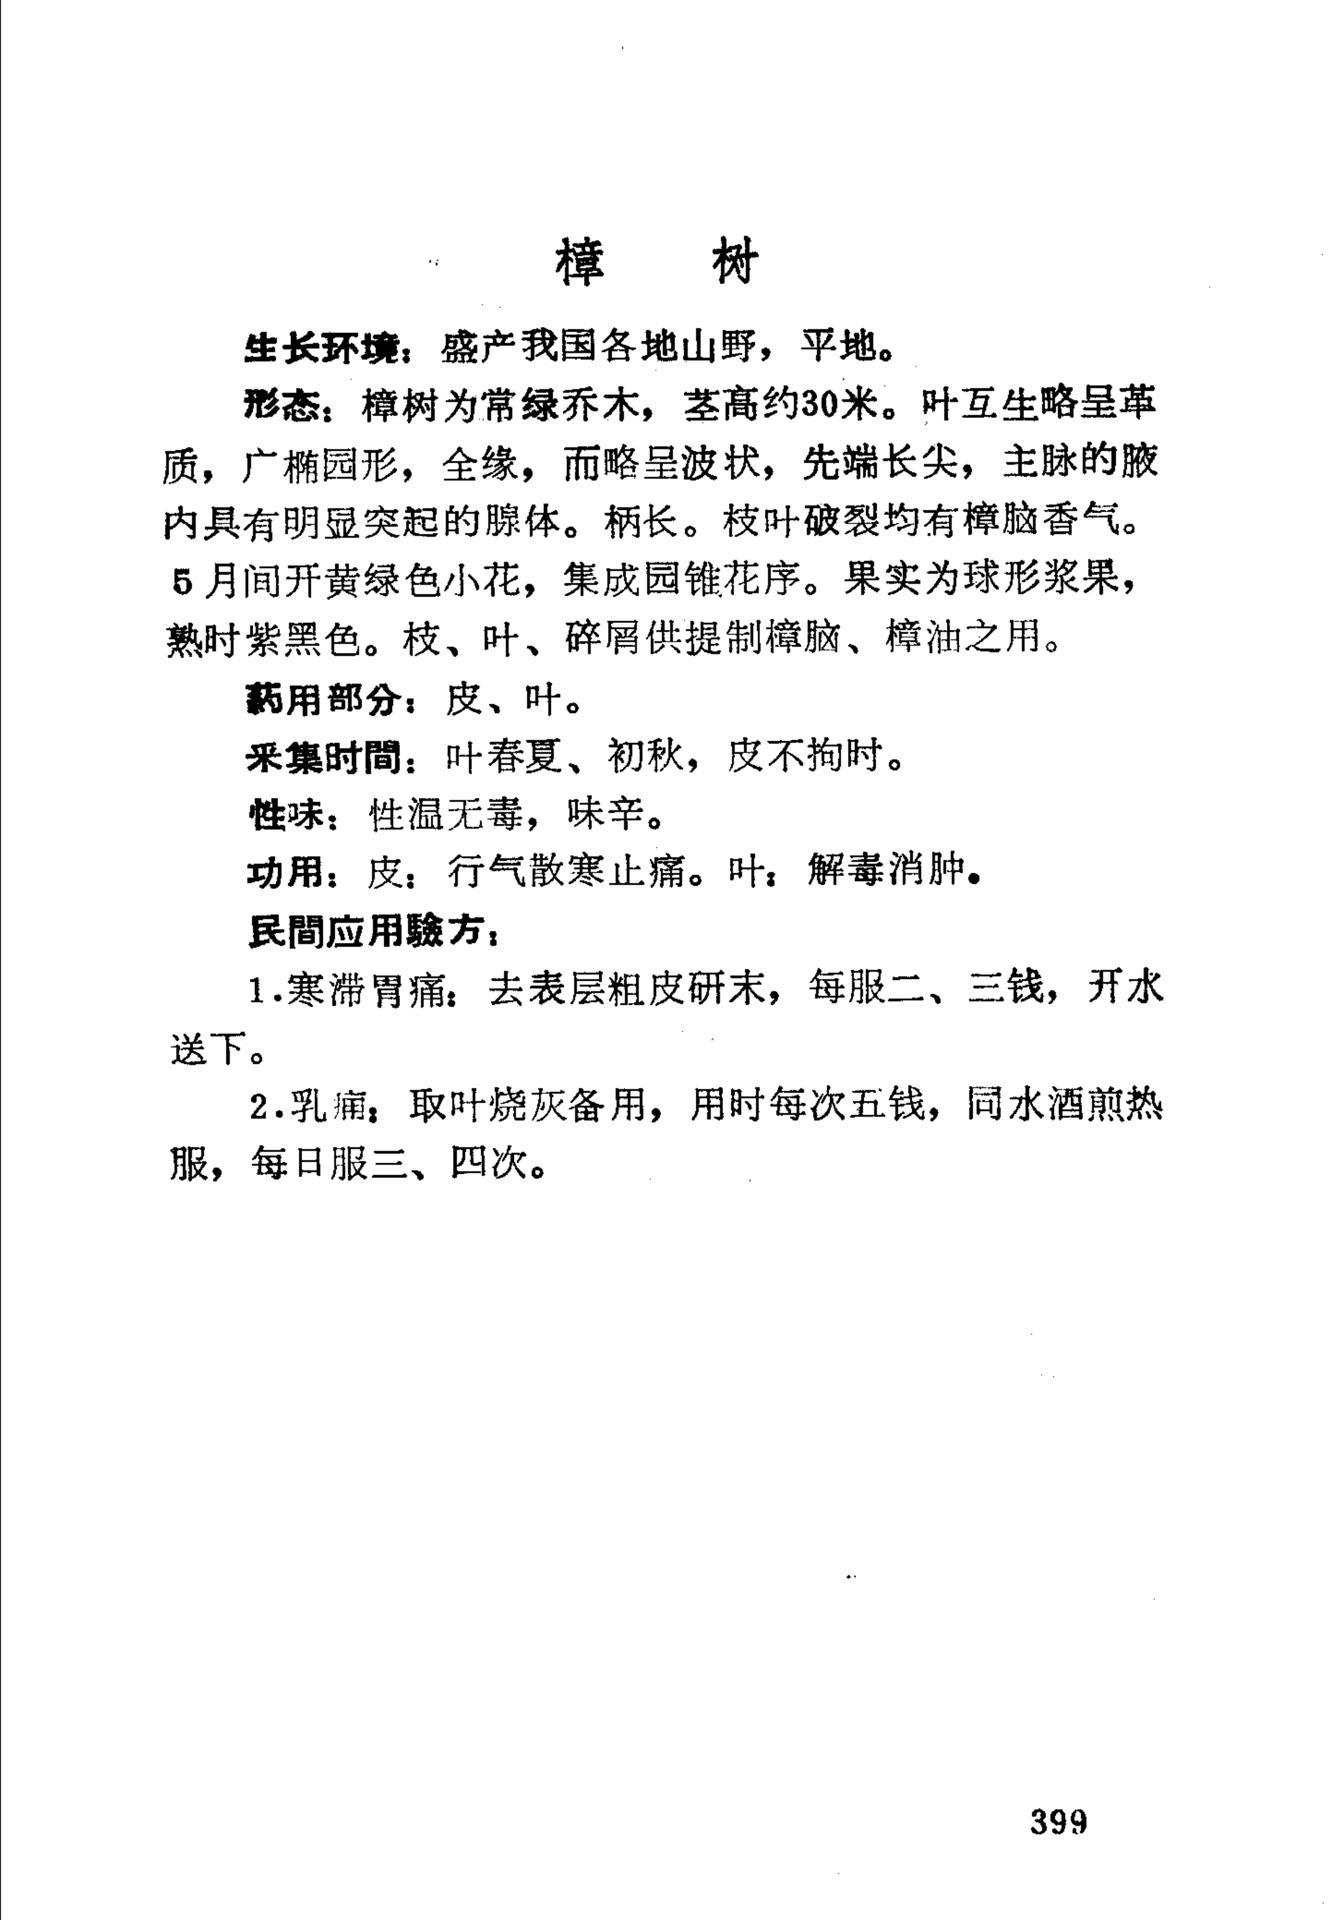 樟 树
生长环境：盛产我国各地山野，平地。
形态：樟树为常绿乔木，茎高约30米。叶互生略呈革
质，广椭园形，全缘，而略呈波状，先端长尖，主脉的腋
内具有明显突起的腺体。柄长。枝叶破裂均有樟脑香气。
5月间开黄绿色小花，集成园锥花序。果实为球形浆果，
熟时紫黑色。枝、叶、碎屑供提制樟脑、樟油之用。
药用部分：皮、叶。
采集时間：叶春夏、初秋，皮不拘时。
性味：性温无毒，味辛。
功用：皮：行气散寒止痛。叶：解毒消肿。
民間应用驗方：
1.寒滞胃痛：去表层粗皮研末，每服二、三钱，开水
送下。
2.乳痈：取叶烧灰备用，用时每次五钱，同水酒煎热
服，每日服三、四次。
399